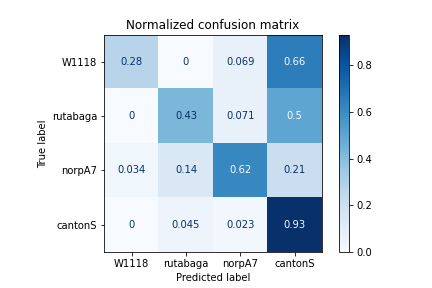 Normalized confusion matrix
W1118 0.28 0 0.069 0.66
rutabaga 0 0.43 0.071 0.5
norpA7 0.034 0.14 0.62 0.21
cantonS 0 0.045 0.023 0.93
W1118 rutabaga norpA7 cantonS
Predicted label
True label
0.8
0.6
0.4
0.2
0.0